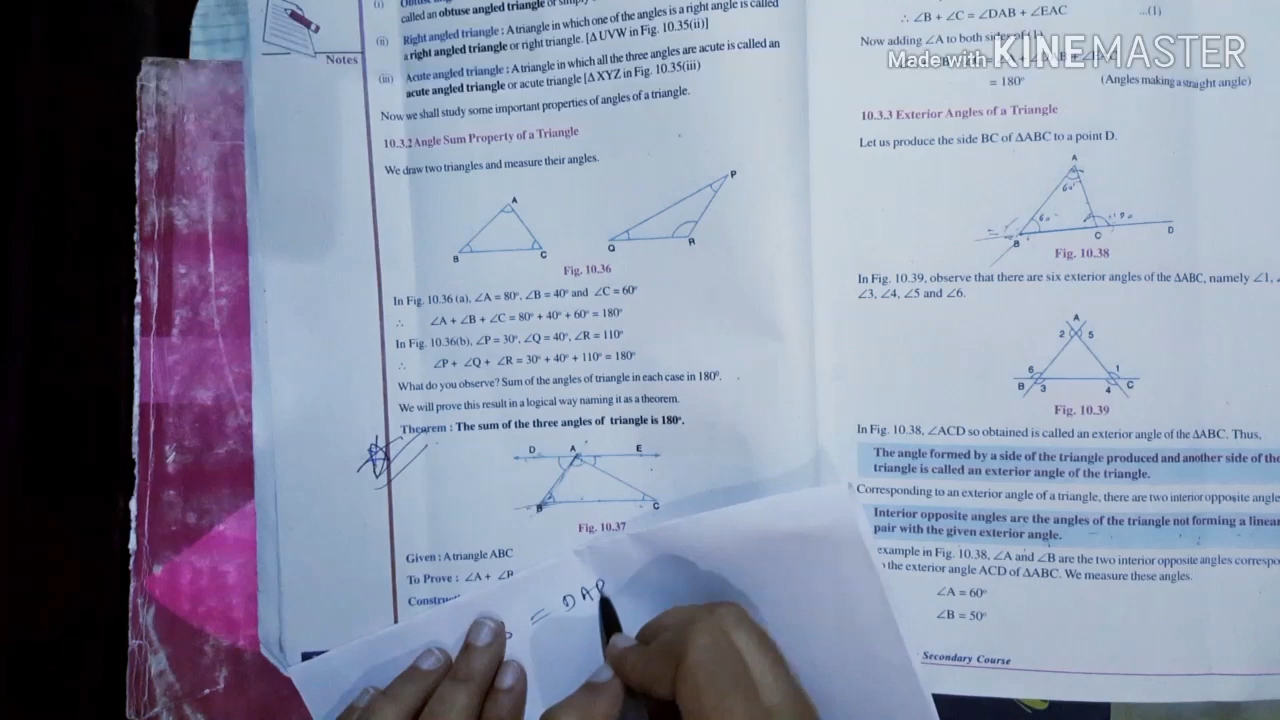 called an obtuse angled triangle or
(ii) Right angled triangle : A triangle in which one of the angles is a right angle is called
a right angled triangle or right triangle. [Δ UVW in Fig. 10.35(ii)]
(iii) Acute angled triangle : A triangle in which all the three angles are acute is called an
acute angled triangle or acute triangle [Δ XYZ in Fig. 10.35(iii)
Notes
Now we shall study some important properties of angles of a triangle.
10.3.2 Angle Sum Property of a Triangle
We draw two triangles and measure their angles.
A
B
C
P
Q
R
Fig. 10.36
In Fig. 10.36 (a), ∠A = 80°, ∠B = 40° and ∠C = 60°
∴ ∠A + ∠B + ∠C = 80° + 40° + 60° = 180°
In Fig. 10.36(b), ∠P = 30°, ∠Q = 40°, ∠R = 110°
∴ ∠P + ∠Q + ∠R = 30° + 40° + 110° = 180°
What do you observe? Sum of the angles of triangle in each case in 180°.
We will prove this result in a logical way naming it as a theorem.
Theorem : The sum of the three angles of triangle is 180°.
D A E
B C
Fig. 10.37
Given : A triangle ABC
To Prove : ∠A +
= DAB
∴ ∠B + ∠C = ∠DAB + ∠EAC ...(1)
Now adding ∠A to both sides
Made with KINEMASTER
= 180° (Angles making a straight angle)
10.3.3 Exterior Angles of a Triangle
Let us produce the side BC of ΔABC to a point D.
A
60°
B
C
D
Fig. 10.38
In Fig. 10.39, observe that there are six exterior angles of the ΔABC, namely ∠1,
∠3, ∠4, ∠5 and ∠6.
A
2 5
6 1
B 3 4 C
Fig. 10.39
In Fig. 10.38, ∠ACD so obtained is called an exterior angle of the ΔABC. Thus,
The angle formed by a side of the triangle produced and another side of the
triangle is called an exterior angle of the triangle.
Corresponding to an exterior angle of a triangle, there are two interior opposite angle
Interior opposite angles are the angles of the triangle not forming a linear
pair with the given exterior angle.
example in Fig. 10.38, ∠A and ∠B are the two interior opposite angles
the exterior angle ACD of ΔABC. We measure these angles.
∠A = 60°
∠B = 50°
Secondary Course